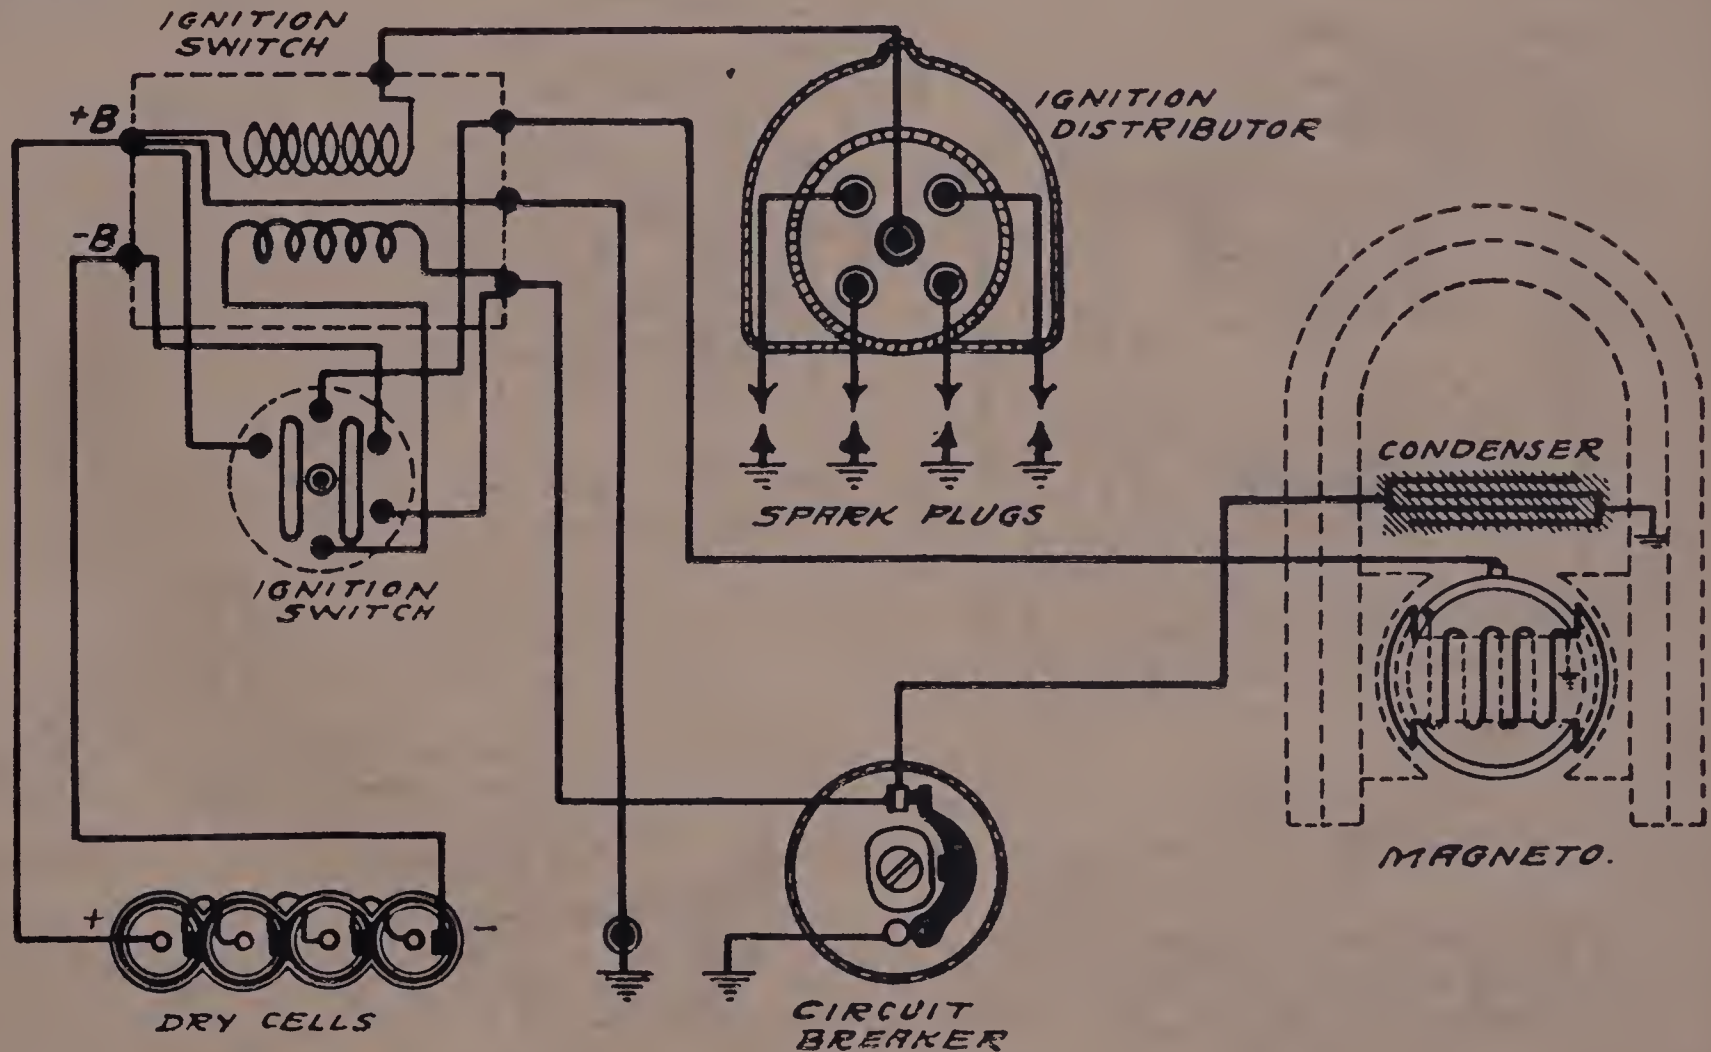 IGNITION
SWITCH
+B
-B
IGNITION
DISTRIBUTOR
SPARK PLUGS
CONDENSER
IGNITION
SWITCH
MAGNETO.
+
-
DRY CELLS
CIRCUIT
BREAKER